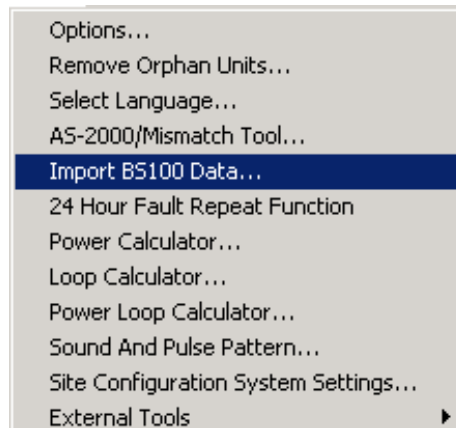 Options...
Remove Orphan Units...
Select Language...
AS-2000/Mismatch Tool...
Import BS100 Data...
24 Hour Fault Repeat Function
Power Calculator...
Loop Calculator...
Power Loop Calculator...
Sound And Pulse Pattern...
Site Configuration System Settings...
External Tools